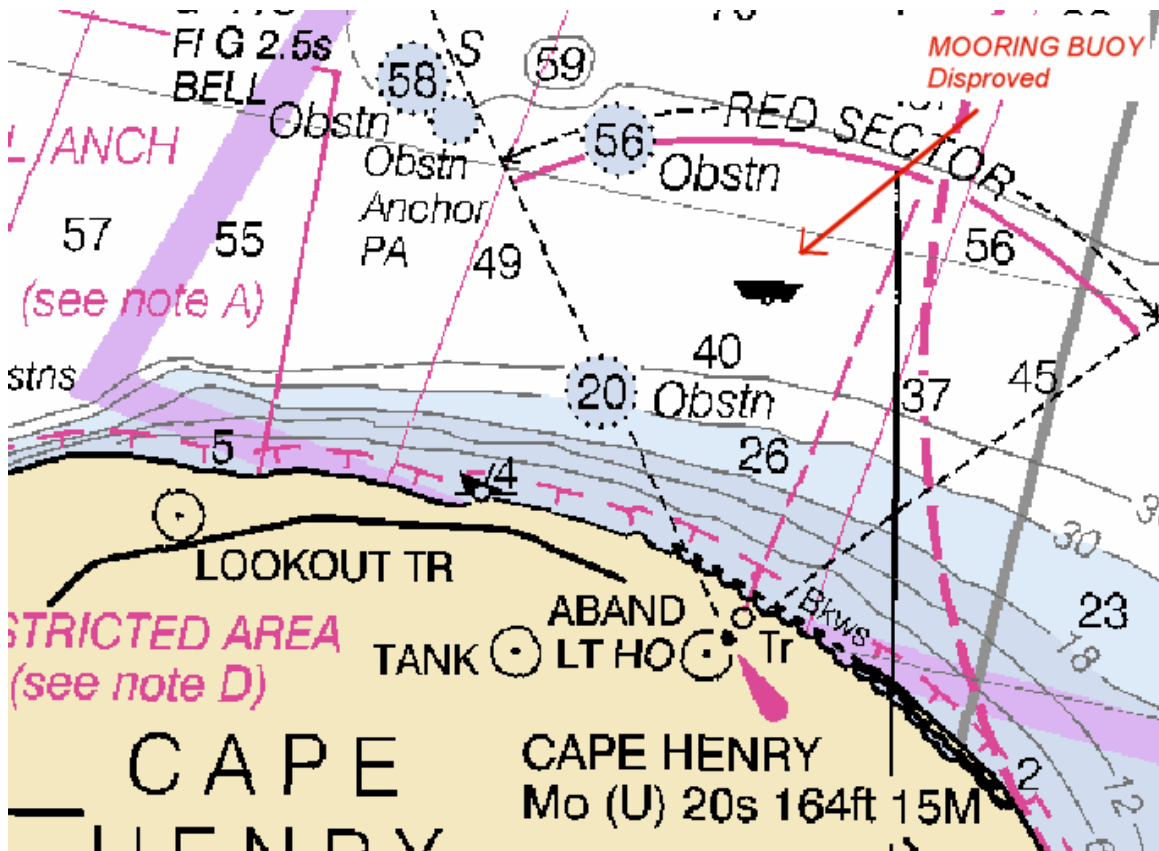 Fl G 2.5s
BELL
S
59
MOORING BUOY
Disproved
58
Obstn
56
Obstn
RED SECTOR
ANCH
Obstn
Anchor
PA
57
55
49
56
(see note A)
40
stns
20
Obstn
37
45
5
4
26
30
LOOKOUT TR
23
18
STRICTED AREA
(see note D)
ABAND
TANK
LT HO
Tr
Bkws
CAPE
HENRY
CAPE HENRY
Mo (U) 20s 164ft 15M
2
12